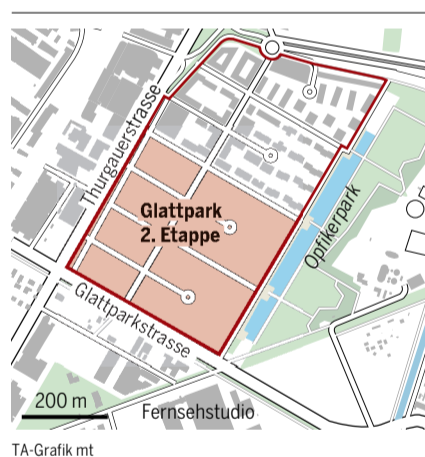 Thurgauerstrasse
Glattpark
2. Etappe
Opfikerpark
Glattparkstrasse
200 m
Fernsehstudio
TA-Grafik mt